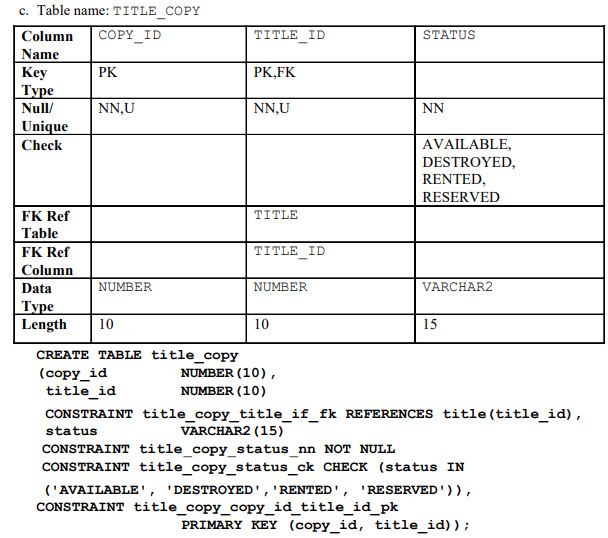 c. Table name: TITLE_COPY
Column Name COPY_ID TITLE_ID STATUS
Key Type PK PK,FK
Null/ Unique NN,U NN,U NN
Check AVAILABLE, DESTROYED, RENTED, RESERVED
FK Ref Table TITLE
FK Ref Column TITLE_ID
Data Type NUMBER NUMBER VARCHAR2
Length 10 10 15
CREATE TABLE title_copy
(copy_id NUMBER(10),
title_id NUMBER(10)
CONSTRAINT title_copy_title_if_fk REFERENCES title(title_id),
status VARCHAR2(15)
CONSTRAINT title_copy_status_nn NOT NULL
CONSTRAINT title_copy_status_ck CHECK (status IN
('AVAILABLE', 'DESTROYED','RENTED', 'RESERVED')),
CONSTRAINT title_copy_copy_id_title_id_pk
PRIMARY KEY (copy_id, title_id));